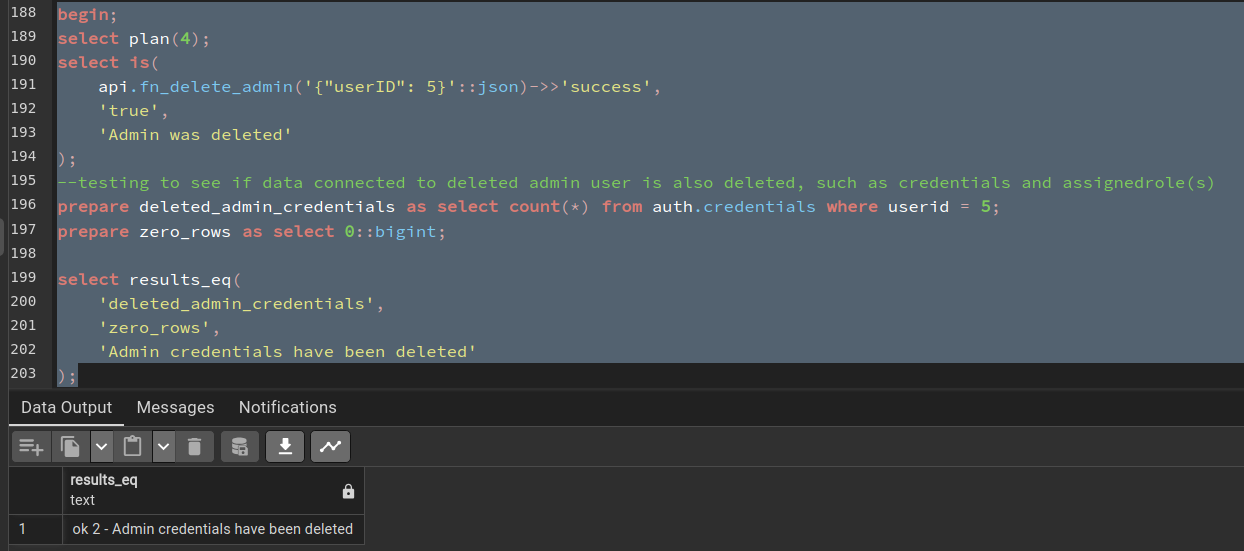 188 begin;
189 select plan(4);
190 select is(
191 api.fn_delete_admin('{"userID": 5}'::json)->>'success',
192 'true',
193 'Admin was deleted'
194 );
195 --testing to see if data connected to deleted admin user is also deleted, such as credentials and assignedrole(s)
196 prepare deleted_admin_credentials as select count(*) from auth.credentials where userid = 5;
197 prepare zero_rows as select 0::bigint;
198
199 select results_eq(
200 'deleted_admin_credentials',
201 'zero_rows',
202 'Admin credentials have been deleted'
203 );
Data Output Messages Notifications
results_eq
text
1 ok 2 - Admin credentials have been deleted